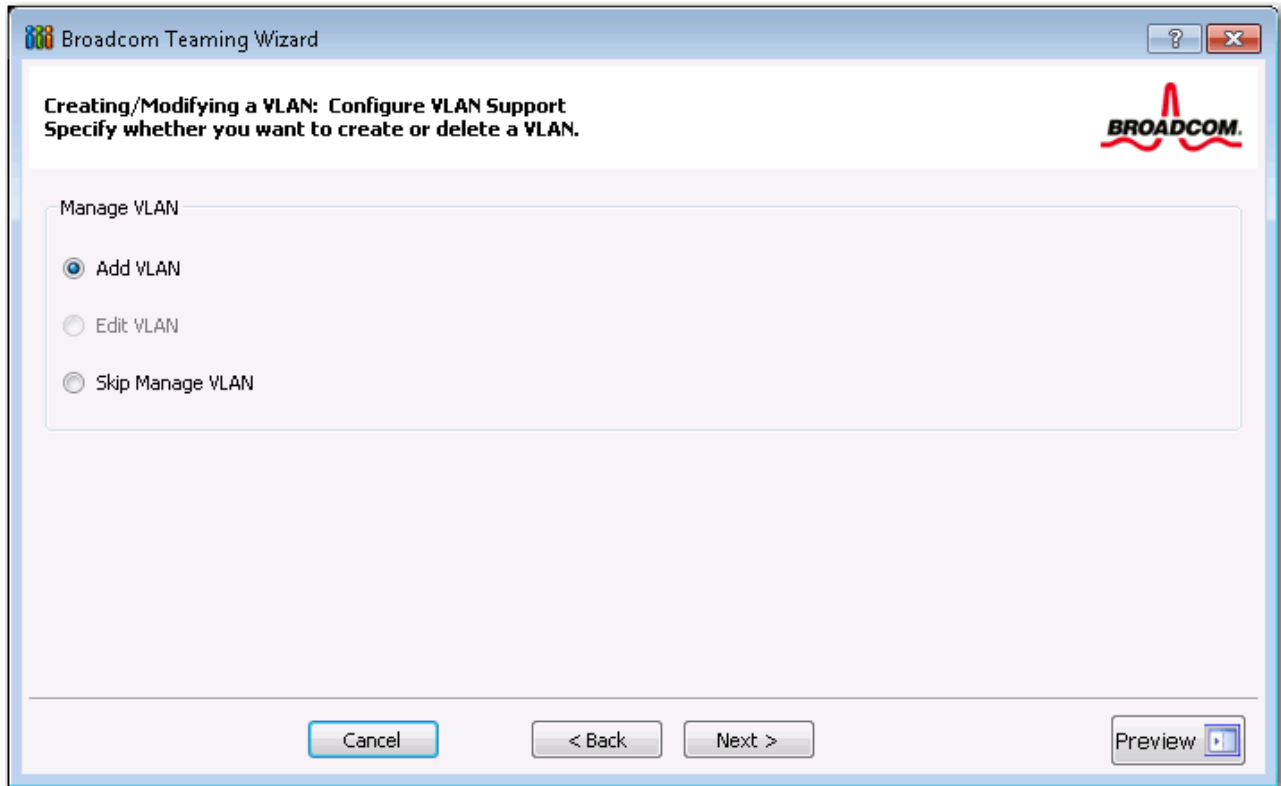 Broadcom Teaming Wizard
?
Creating/Modifying a VLAN: Configure VLAN Support
Specify whether you want to create or delete a VLAN.
BROADCOM.
Manage VLAN
Add VLAN
Edit VLAN
Skip Manage VLAN
Cancel
< Back
Next >
Preview